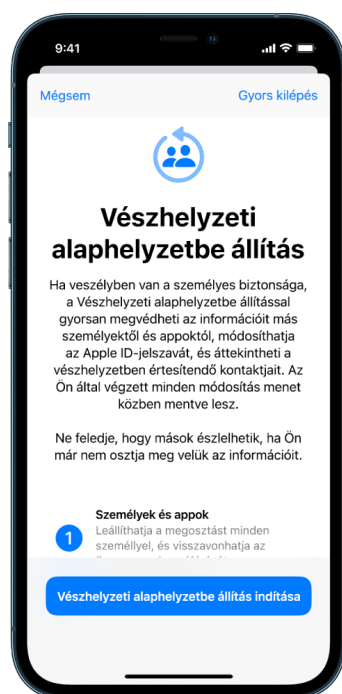 9:41
Mégsem Gyors kilépés
Vészhelyzeti
alaphelyzetbe állítás
Ha veszélyben van a személyes biztonsága,
a Vészhelyzeti alaphelyzetbe állítással
gyorsan megvédheti az információit más
személyektől és appoktól, módosíthatja
az Apple ID-jelszavát, és áttekintheti a
vészhelyzetben értesítendő kontaktjait. Az
Ön által végzett minden módosítás menet
közben mentve lesz.
Ne feledje, hogy mások észlelhetik, ha Ön
már nem osztja meg velük az információit.
Személyek és appok
1 Leállíthatja a megosztást minden
személlyel, és visszavonhatja az
Vészhelyzeti alaphelyzetbe állítás indítása